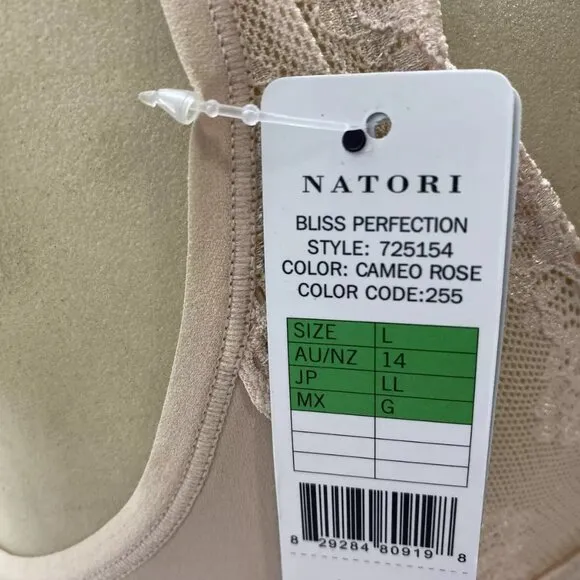 NATORI
BLISS PERFECTION
STYLE: 725154
COLOR: CAMEO ROSE
COLOR CODE:255
SIZE L
AU/NZ 14
JP LL
MX G
8 29284 80919 8